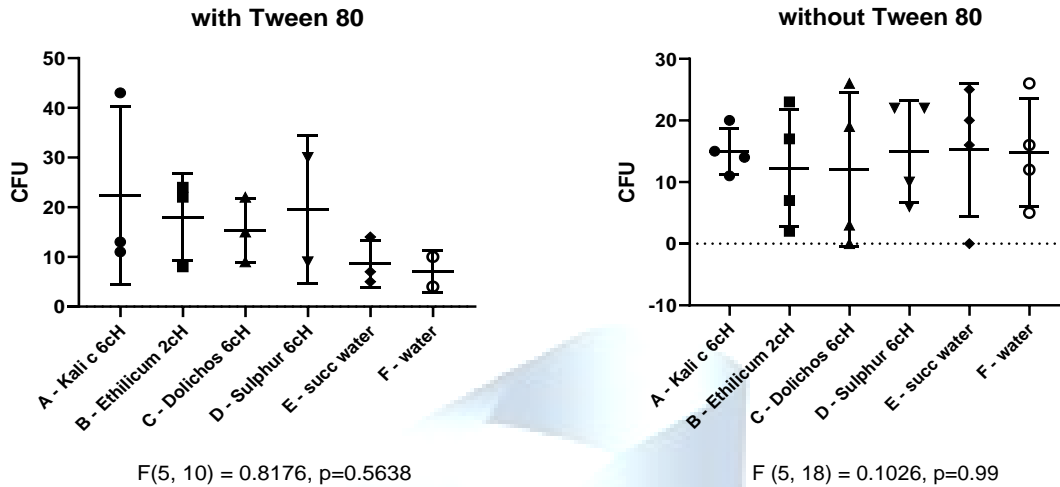 with Tween 80
50
40
30
20
10
0
CFU
A - Kali c 6cH
B - Ethilicum 2cH
C - Dolichos 6cH
D - Sulphur 6cH
E - succ water
F - water
F(5, 10) = 0.8176, p=0.5638
without Tween 80
30
20
10
0
-10
CFU
A - Kali c 6cH
B - Ethilicum 2cH
C - Dolichos 6cH
D - Sulphur 6cH
E - succ water
F - water
F (5, 18) = 0.1026, p=0.99